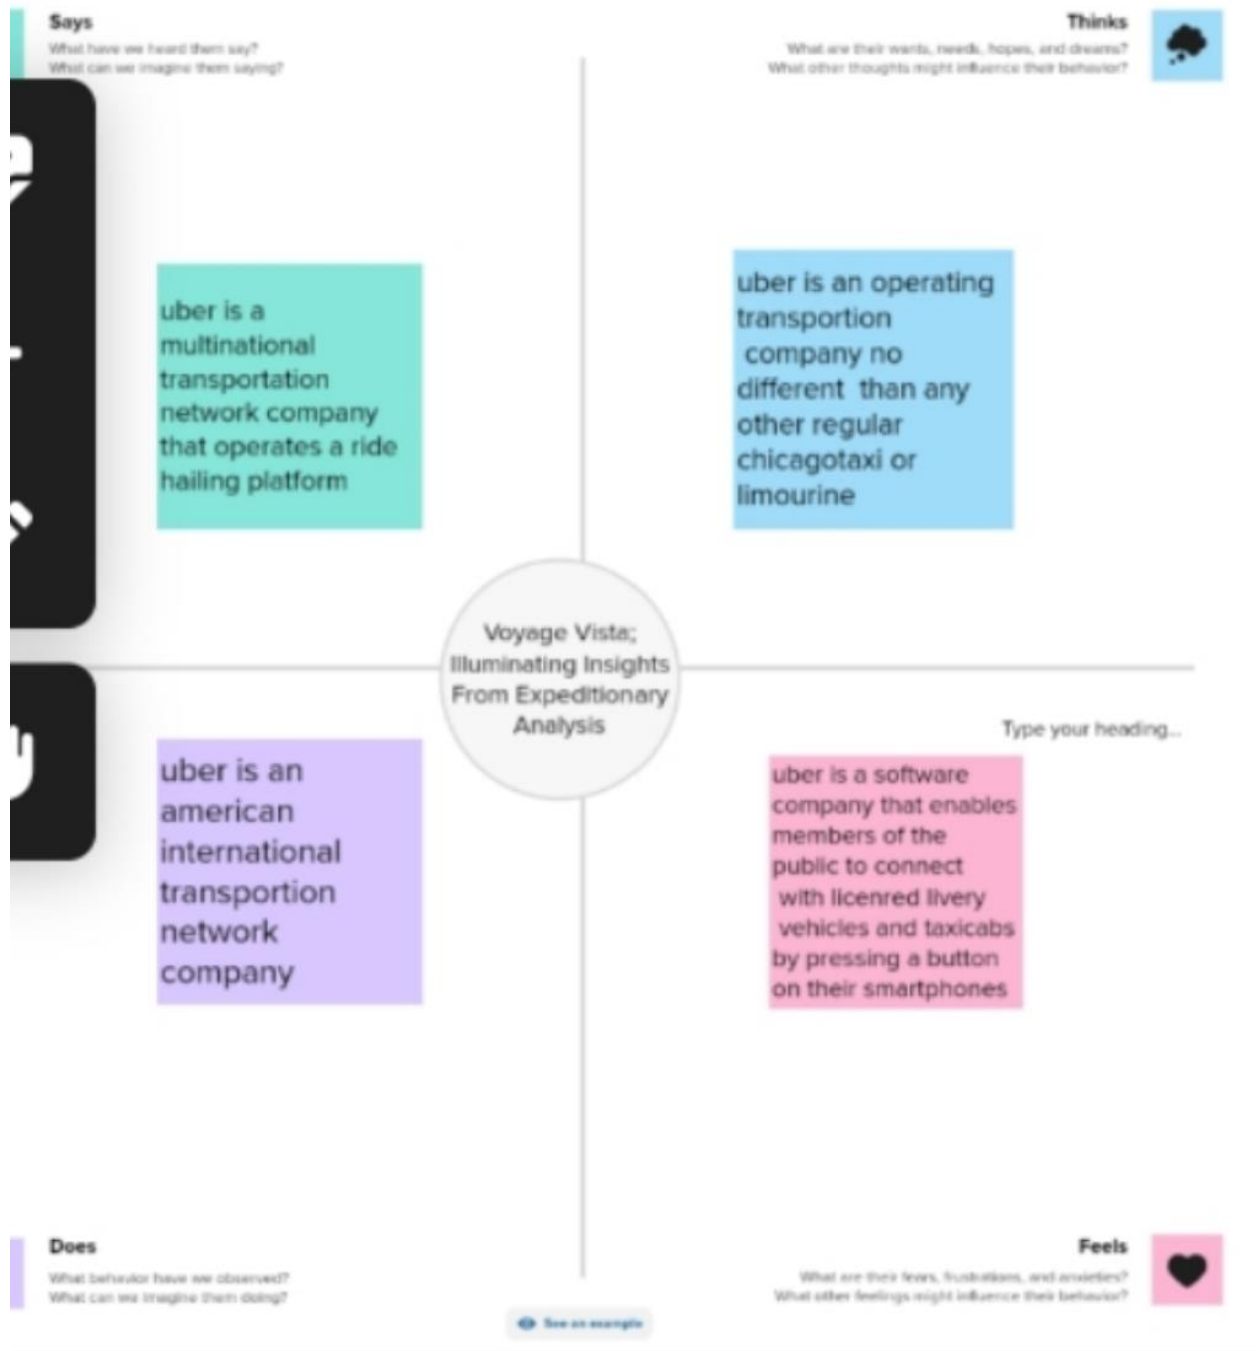 Says
What have we heard them say?
What can we imagine them saying?
Thinks
What are their wants, needs, hopes, and dreams?
What other thoughts might influence their behavior?
uber is a
multinational
transportation
network company
that operates a ride
hailing platform
uber is an operating
transportion
company no
different than any
other regular
chicagotaxi or
limourine
Voyage Vista;
Illuminating Insights
From Expeditionary
Analysis
Type your heading...
uber is an
american
international
transportion
network
company
uber is a software
company that enables
members of the
public to connect
with licenred livery
vehicles and taxicabs
by pressing a button
on their smartphones
Does
What behavior have we observed?
What can we imagine them doing?
Feels
What are their fears, frustrations, and anxieties?
What other feelings might influence their behavior?
See an example